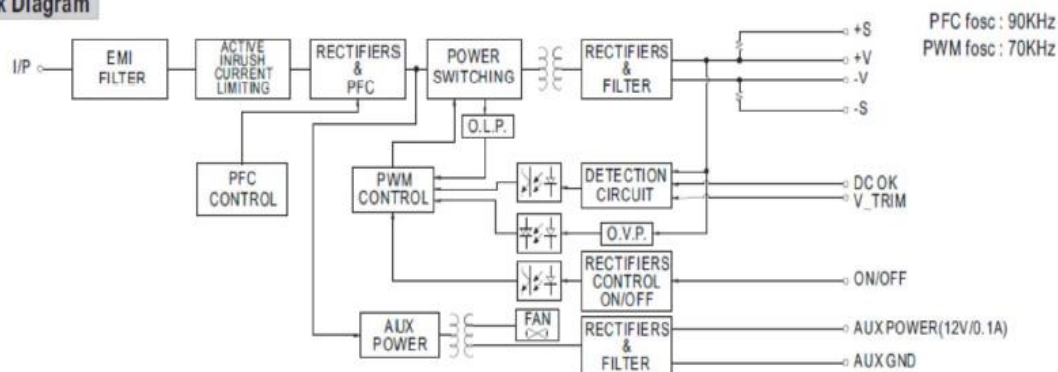 Diagram
PFC fosc : 90KHz
PWM fosc : 70KHz
I/P
EMI
FILTER
ACTIVE
INRUSH
CURRENT
LIMITING
RECTIFIERS
&
PFC
POWER
SWITCHING
RECTIFIERS
&
FILTER
+S
+V
-V
-S
O.L.P.
PFC
CONTROL
PWM
CONTROL
DETECTION
CIRCUIT
DC OK
V_TRIM
O.V.P.
RECTIFIERS
CONTROL
ON/OFF
ON/OFF
AUX
POWER
FAN
RECTIFIERS
&
FILTER
AUX POWER(12V/0.1A)
AUX GND